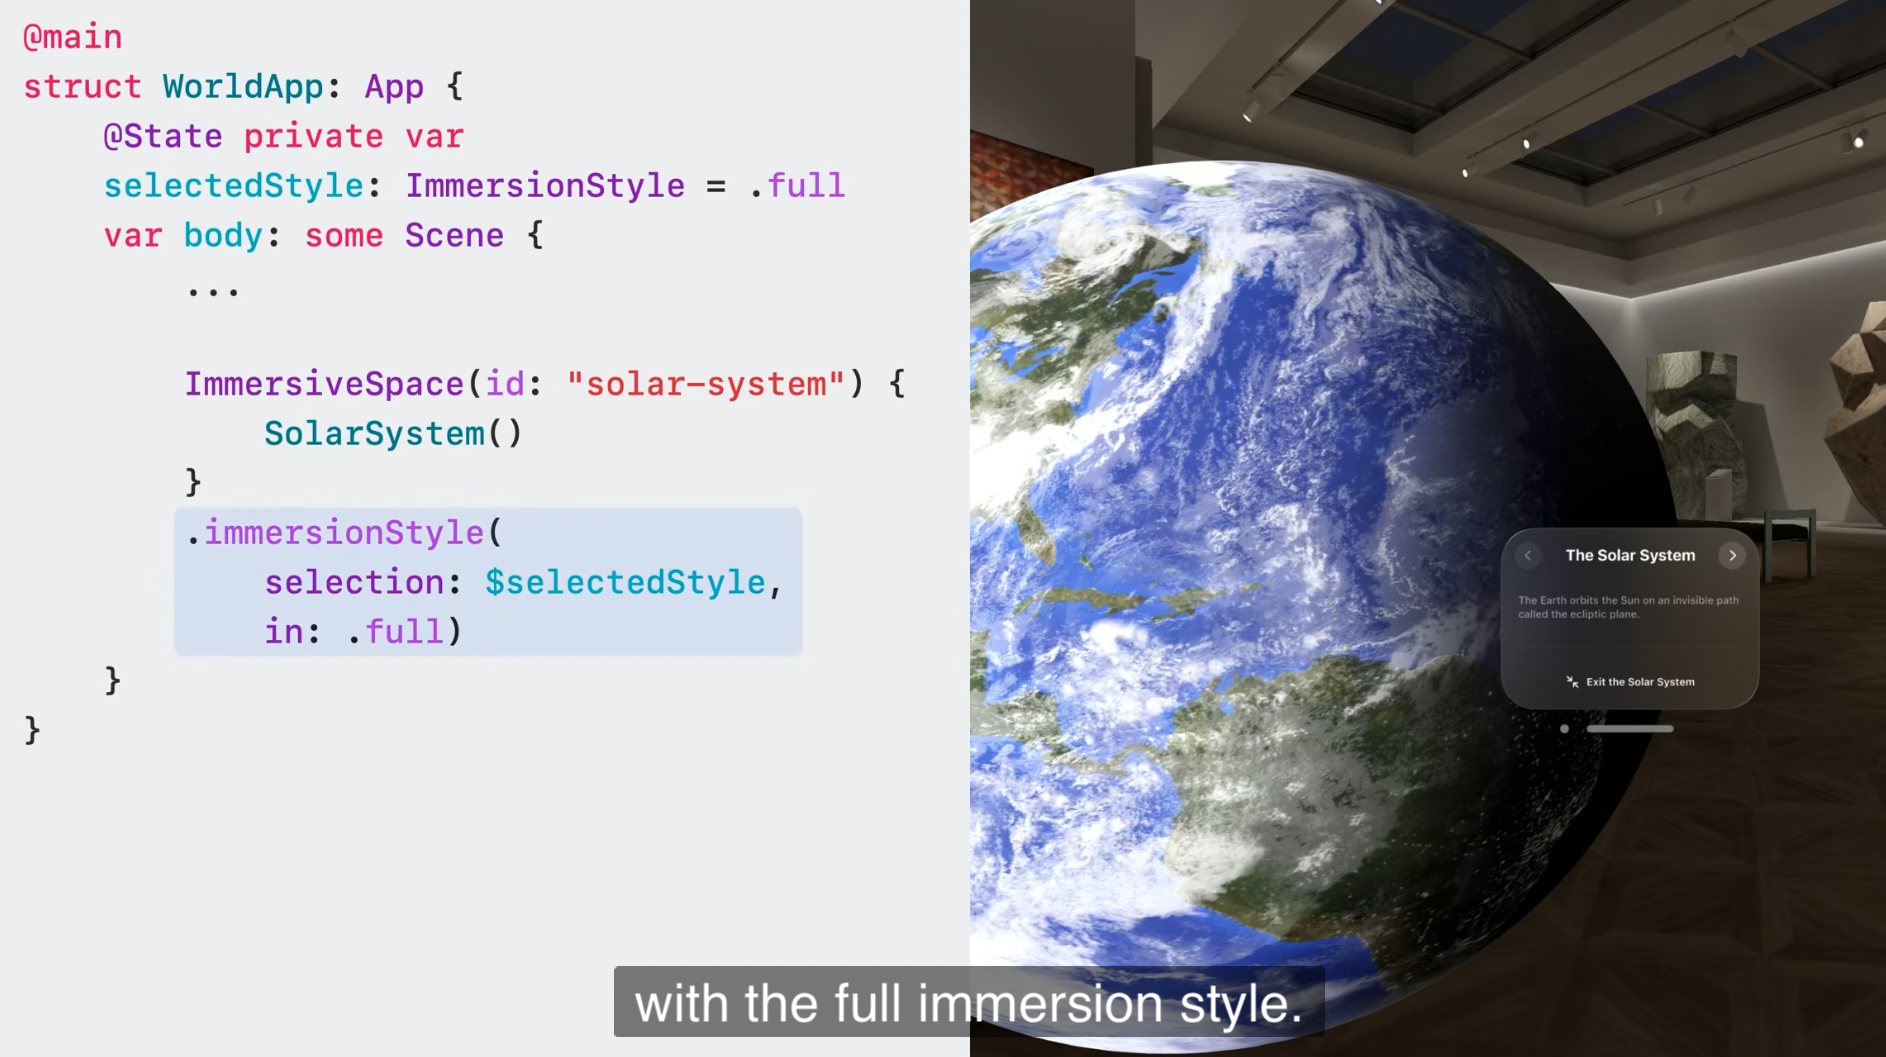 @main
struct WorldApp: App {
@State private var
selectedStyle: ImmersionStyle = .full
var body: some Scene {
...
ImmersiveSpace(id: "solar-system") {
SolarSystem()
}
.immersionStyle(
selection: $selectedStyle,
in: .full)
}
}
The Solar System
The Earth orbits the Sun on an invisible path
called the ecliptic plane.
Exit the Solar System
with the full immersion style.